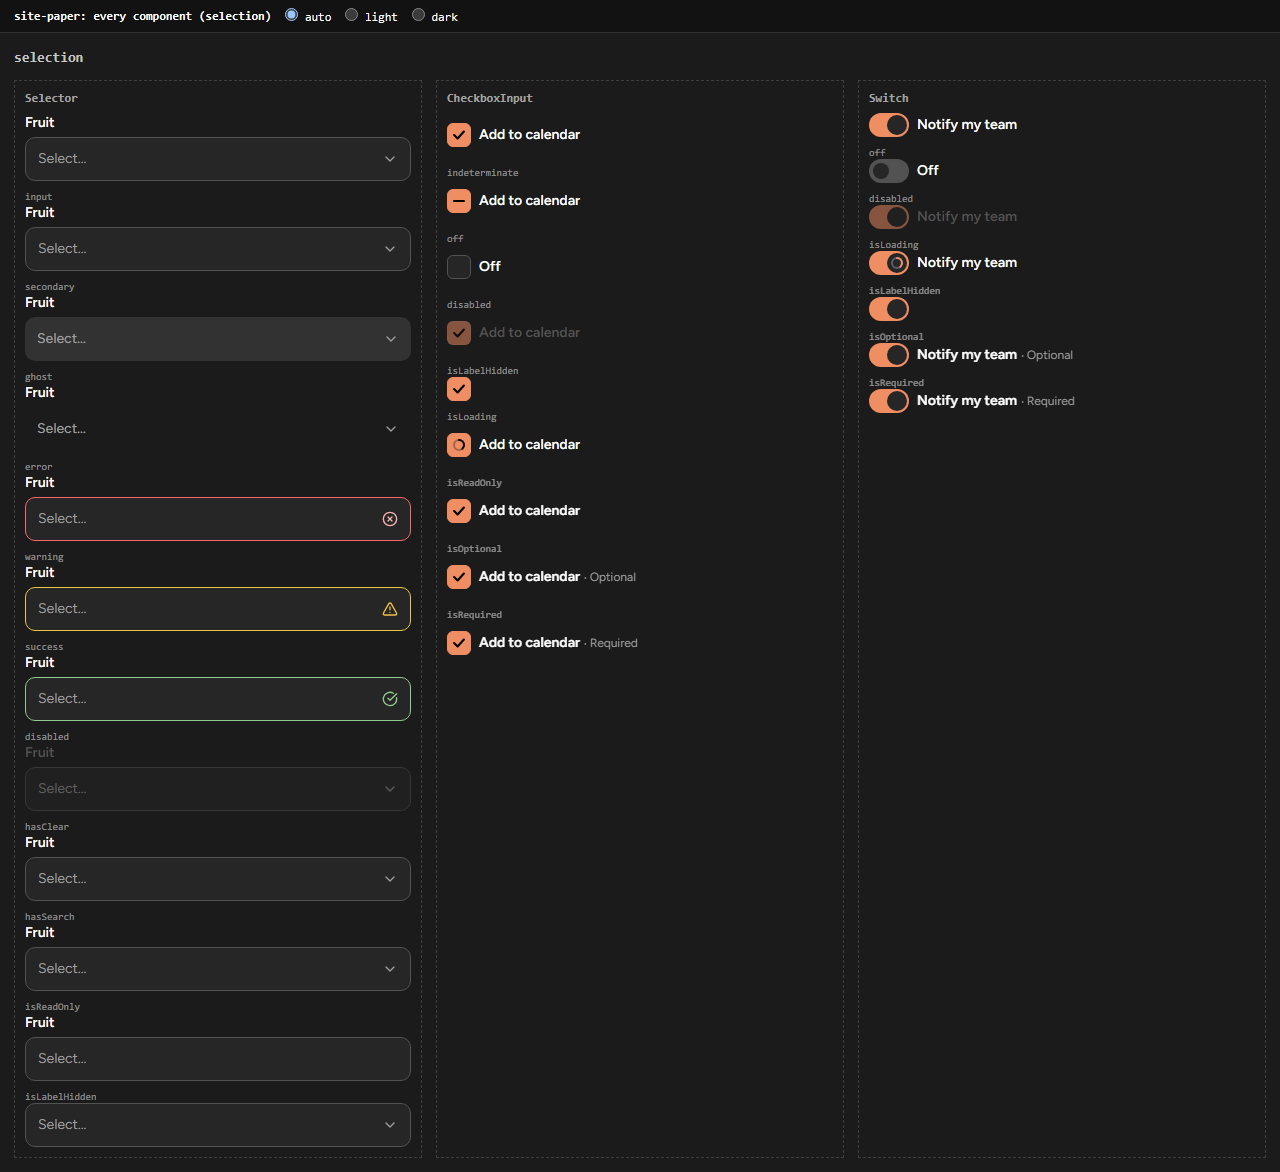 site-paper: every component (selection) auto light dark
selection
Selector
Fruit
Select...
input
Fruit
Select...
secondary
Fruit
Select...
ghost
Fruit
Select...
error
Fruit
Select...
warning
Fruit
Select...
success
Fruit
Select...
disabled
Fruit
Select...
hasClear
Fruit
Select...
hasSearch
Fruit
Select...
isReadOnly
Fruit
Select...
isLabelHidden
Select...
CheckboxInput
Add to calendar
indeterminate
Add to calendar
off
Off
disabled
Add to calendar
isLabelHidden
isLoading
Add to calendar
isReadOnly
Add to calendar
isOptional
Add to calendar · Optional
isRequired
Add to calendar · Required
Switch
Notify my team
off
Off
disabled
Notify my team
isLoading
Notify my team
isLabelHidden
isOptional
Notify my team · Optional
isRequired
Notify my team · Required